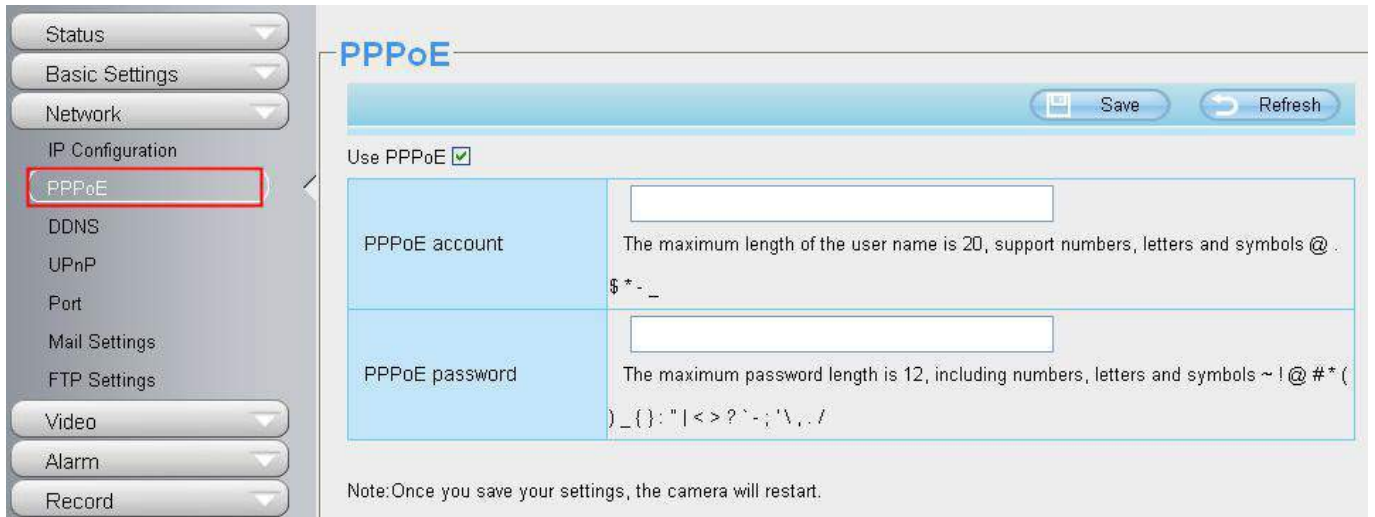 Status
Basic Settings
Network
IP Configuration
PPPoE
DDNS
UPnP
Port
Mail Settings
FTP Settings
Video
Alarm
Record
PPPoE
Save Refresh
Use PPPoE
PPPoE account
The maximum length of the user name is 20, support numbers, letters and symbols @ .
$ * - _
PPPoE password
The maximum password length is 12, including numbers, letters and symbols ~ ! @ # * (
) _ { } : " | < > ? ` - ; ' \ , . /
Note:Once you save your settings, the camera will restart.